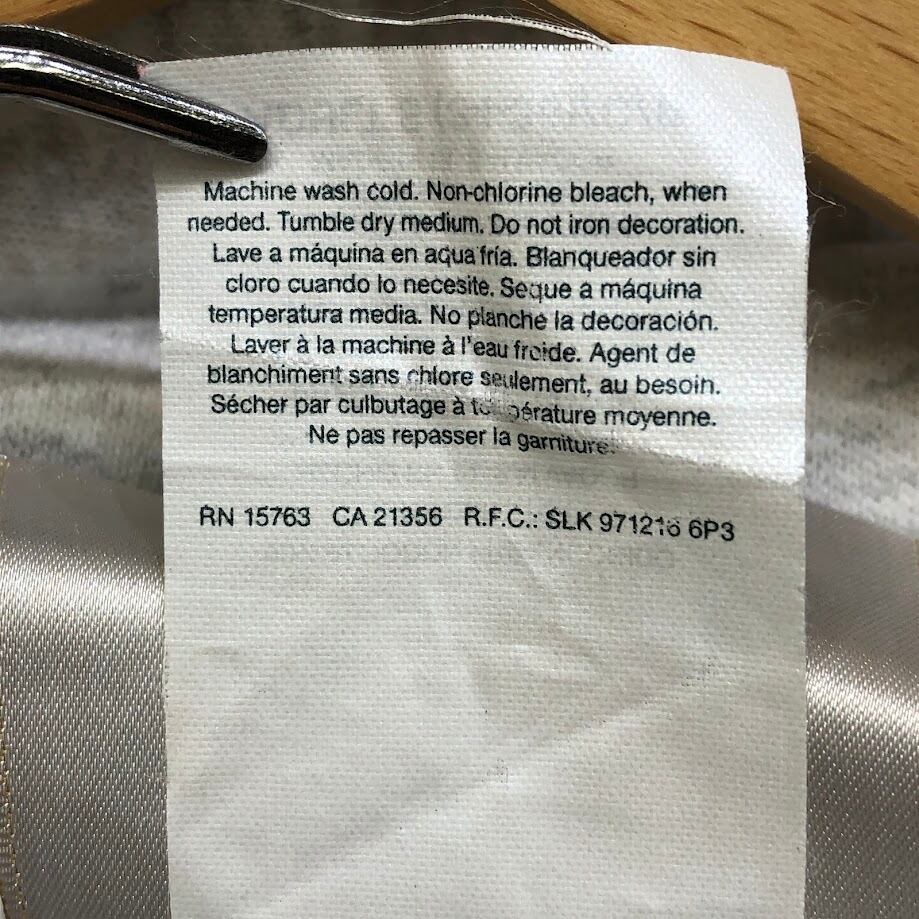 Machine wash cold. Non-chlorine bleach, when
needed. Tumble dry medium. Do not iron decoration.
Lave a máquina en aqua fría. Blanqueador sin
cloro cuando lo necesite. Seque a máquina
temperatura media. No planche la decoración.
Laver à la machine à l'eau froide. Agent de
blanchiment sans chlore seulement, au besoin.
Sécher par culbutage à moyenne.
Ne pas repasser la garniture.
RN 15763 CA 21356 R.F.C.: SLK 6P3